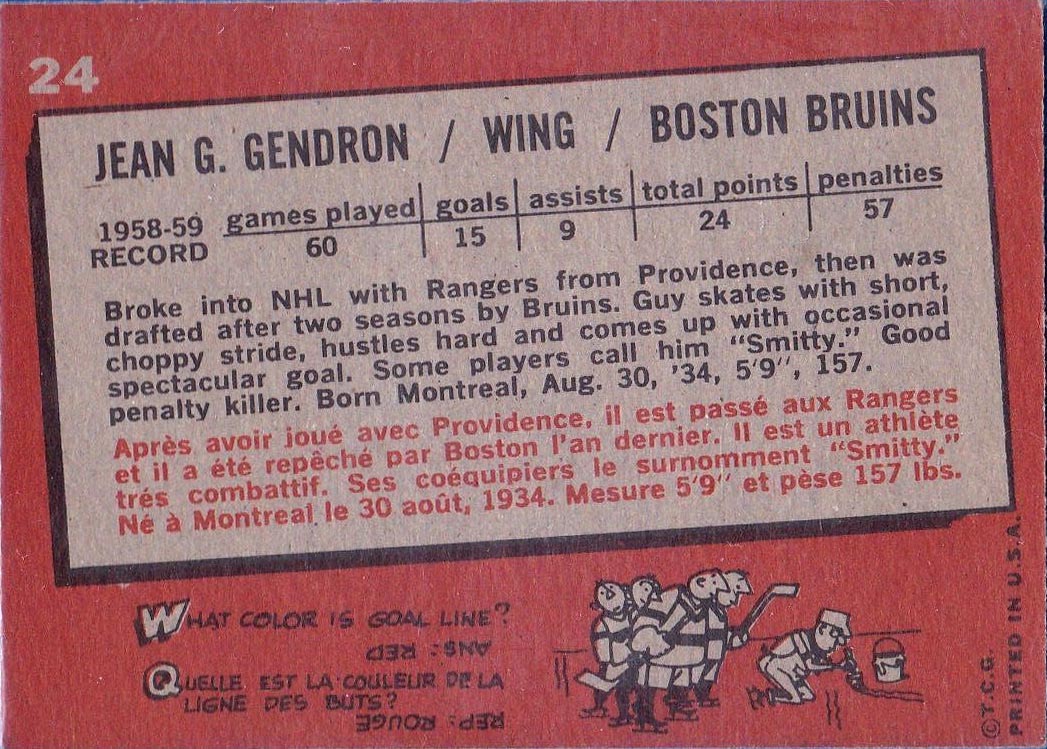 24
JEAN G. GENDRON / WING / BOSTON BRUINS
1958-59 games played goals assists total points penalties
RECORD 60 15 9 24 57
Broke into NHL with Rangers from Providence, then was
drafted after two seasons by Bruins. Guy skates with short,
choppy stride, hustles hard and comes up with occasional
spectacular goal. Some players call him "Smitty." Good
penalty killer. Born Montreal, Aug. 30, '34, 5'9", 157.
Après avoir joué avec Providence, il est passé aux Rangers
et il a été repêché par Boston l'an dernier. Il est un athlète
trés combattif. Ses coéquipiers le surnomment "Smitty."
Né à Montreal le 30 août, 1934. Mesure 5'9" et pèse 157 lbs.
WHAT COLOR IS GOAL LINE?
ANS: RED
QUELLE EST LA COULEUR DE LA
LIGNE DES BUTS?
REP: ROUGE
© T.C.G.
PRINTED IN U.S.A.